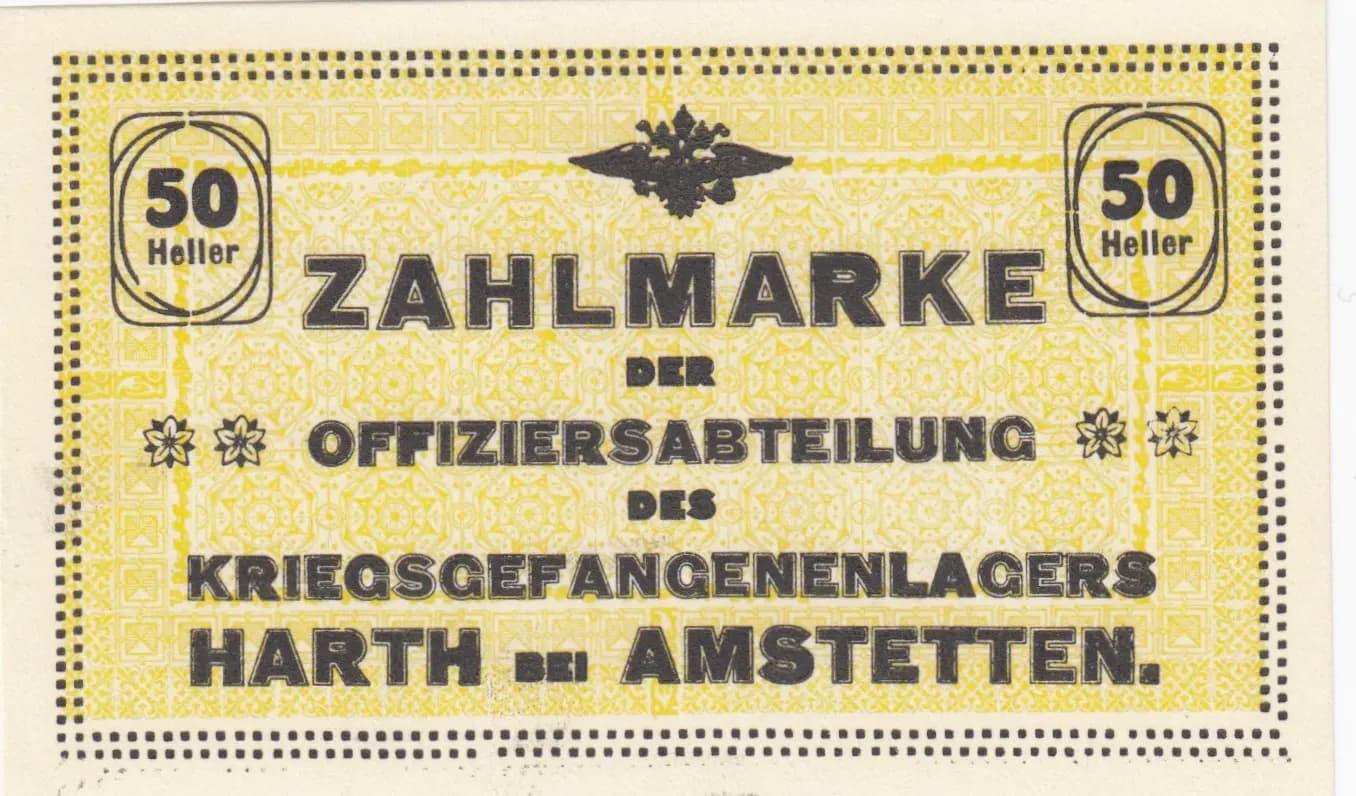 50
Heller
50
Heller
ZAHLMARKE
DER
OFFIZIERSABTEILUNG
DES
KRIEGSGEFANGENENLAGERS
HARTH BEI AMSTETTEN.